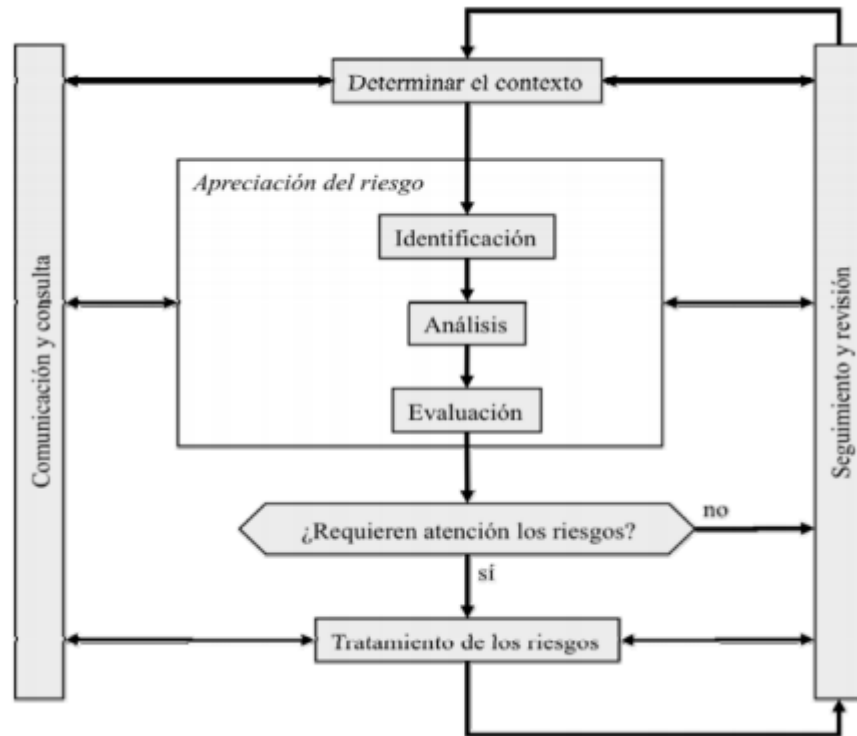 Determinar el contexto
Apreciación del riesgo
Identificación
Análisis
Evaluación
¿Requieren atención los riesgos?
no
sí
Tratamiento de los riesgos
Comunicación y consulta
Seguimiento y revisión